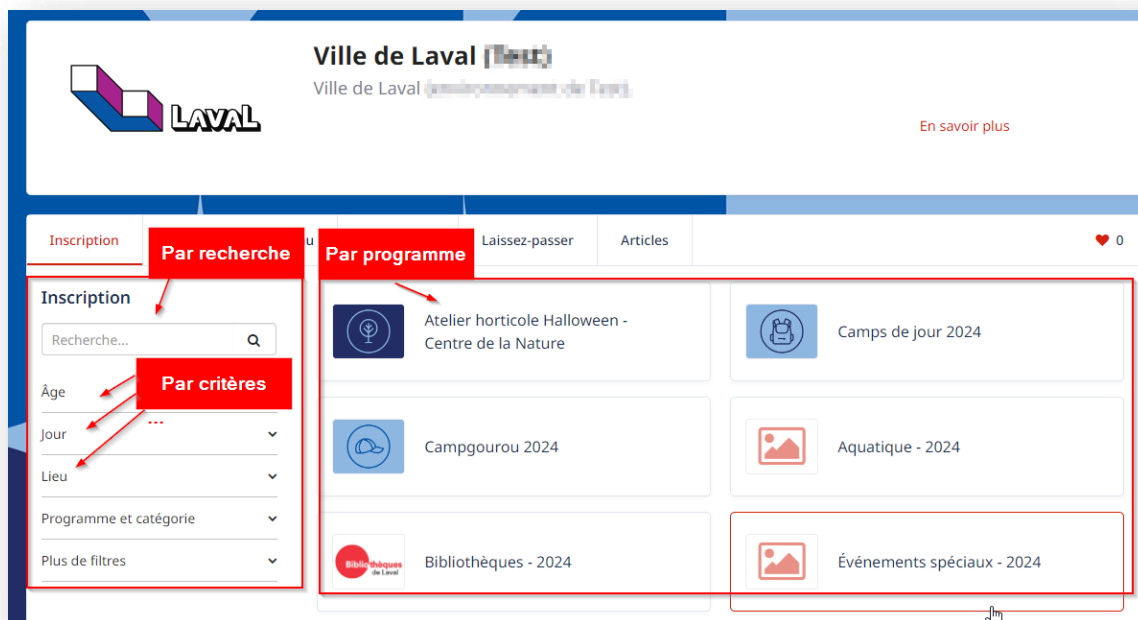 Ville de Laval
Ville de Laval
LAVAL
En savoir plus
Inscription
u
Laissez-passer
Articles
0
Par recherche
Par programme
Inscription
Recherche...
Par critères
...
Âge
Jour
Lieu
Programme et catégorie
Plus de filtres
Atelier horticole Halloween -
Centre de la Nature
Camps de jour 2024
Campgourou 2024
Aquatique - 2024
Bibliothèques
de Laval
Bibliothèques - 2024
Événements spéciaux - 2024